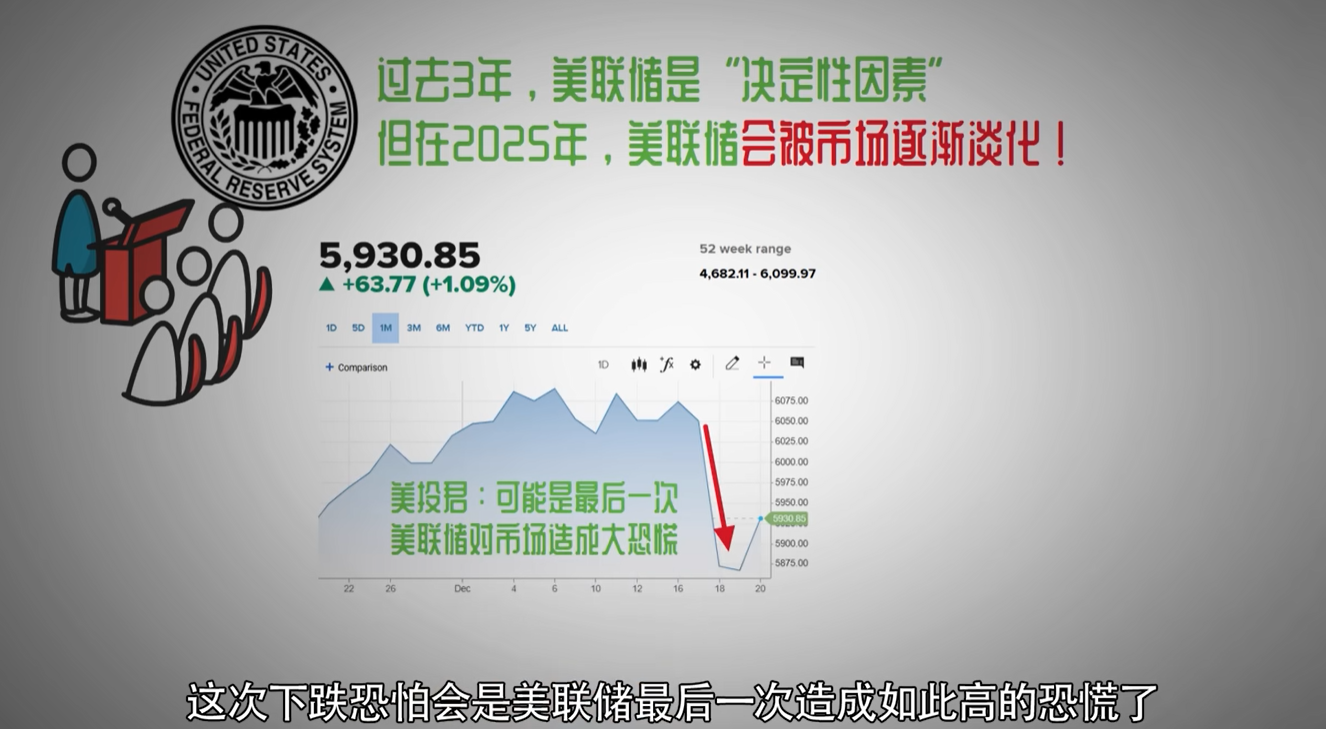 UNITED STATES
FEDERAL RESERVE SYSTEM
过去3年，美联储是“决定性因素”
但在2025年，美联储会被市场逐渐淡化！
5,930.85
▲ +63.77 (+1.09%)
52 week range
4,682.11 - 6,099.97
1D 5D 1M 3M 6M YTD 1Y 5Y ALL
+ Comparison
1D
6075.00
6050.00
6025.00
6000.00
5975.00
5950.00
5930.85
5900.00
5875.00
美投君：可能是最后一次
美联储对市场造成大恐慌
22 26 Dec 4 6 10 12 16 18 20
这次下跌恐怕会是美联储最后一次造成如此高的恐慌了